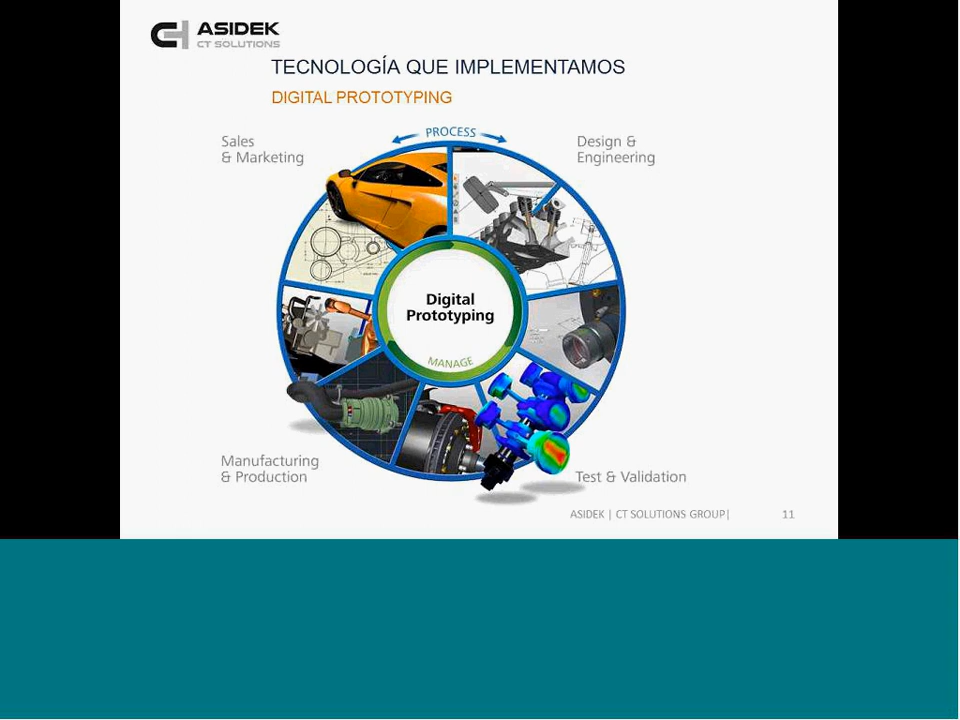 ASIDEK
CT SOLUTIONS
TECNOLOGÍA QUE IMPLEMENTAMOS
DIGITAL PROTOTYPING
PROCESS
Sales
& Marketing
Design &
Engineering
Digital
Prototyping
MANAGE
Manufacturing
& Production
Test & Validation
ASIDEK | CT SOLUTIONS GROUP|
11